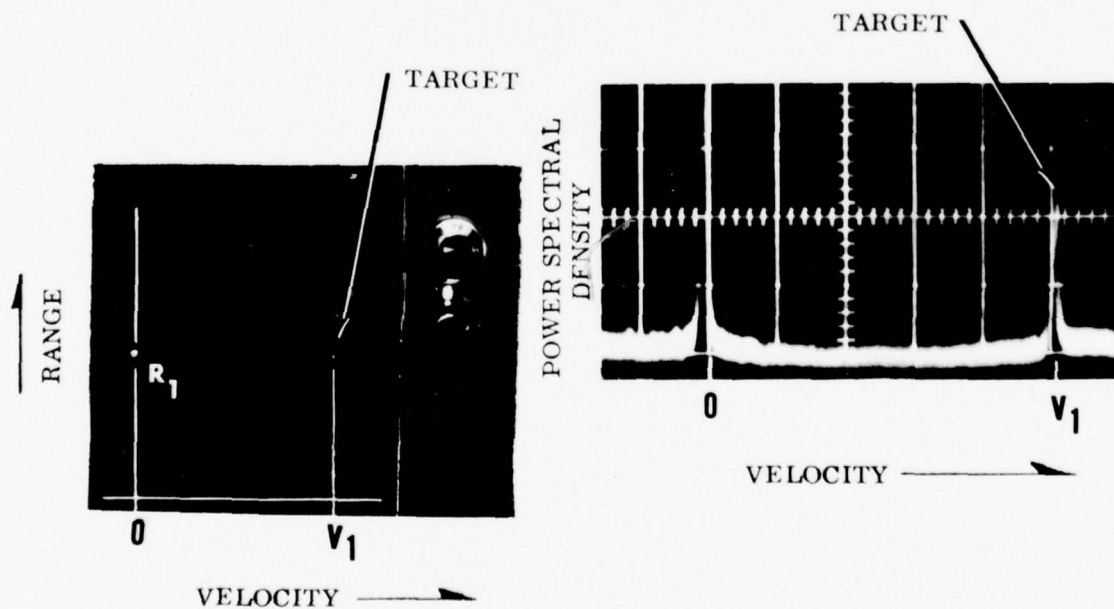 TARGET
RANGE
R1
0
V1
VELOCITY
TARGET
POWER SPECTRAL
DENSITY
0
V1
VELOCITY